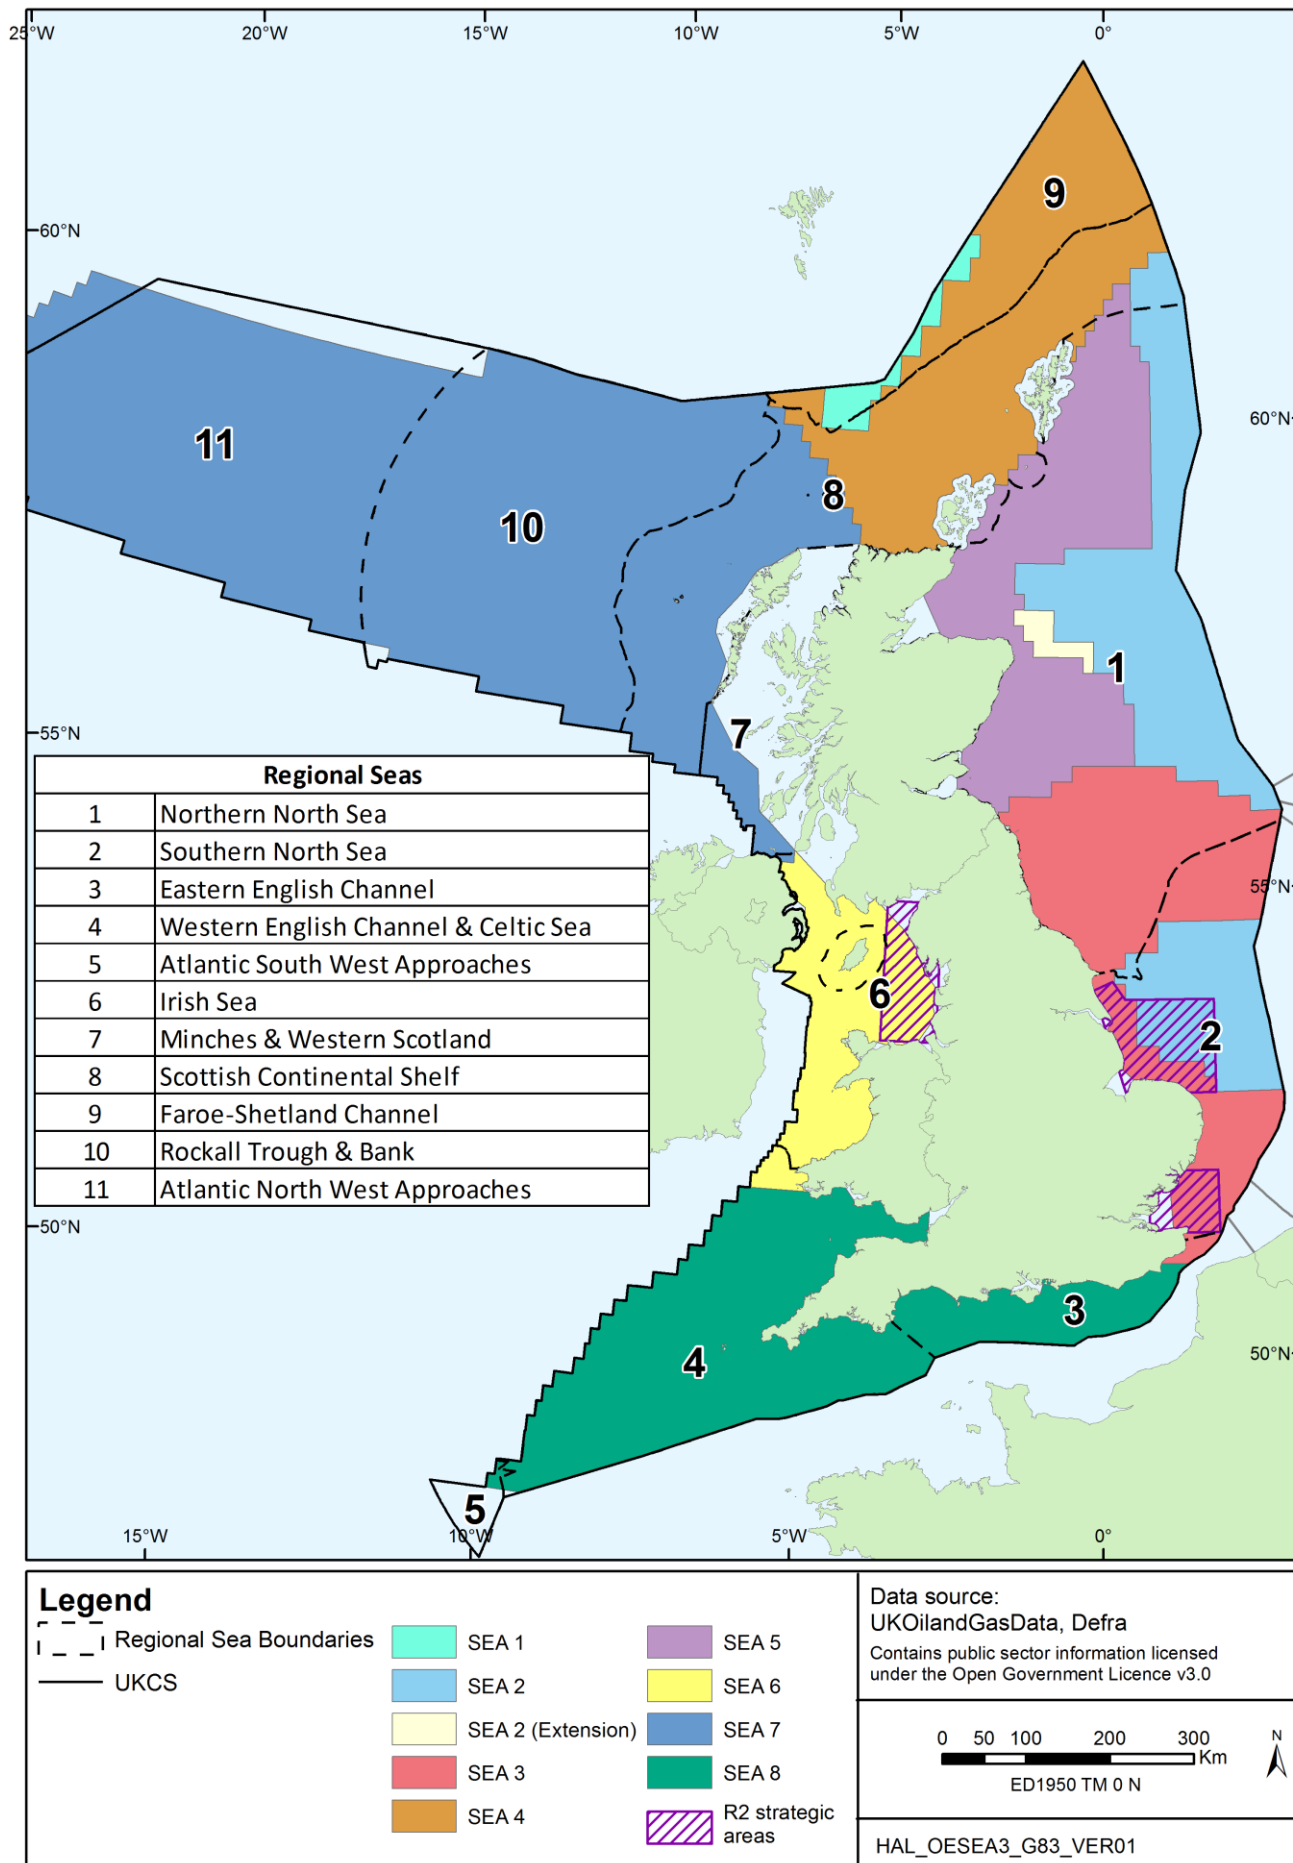 25°W 20°W 15°W 10°W 5°W 0°
9
60°N
11
60°N
8
10
1
7
55°N
Regional Seas
1 Northern North Sea
2 Southern North Sea
3 Eastern English Channel
4 Western English Channel & Celtic Sea
5 Atlantic South West Approaches
6 Irish Sea
7 Minches & Western Scotland
8 Scottish Continental Shelf
9 Faroe-Shetland Channel
10 Rockall Trough & Bank
11 Atlantic North West Approaches
55°N
6
2
50°N
3
50°N
4
5
15°W 10°W 5°W 0°
Legend
Regional Sea Boundaries
UKCS
SEA 1
SEA 2
SEA 2 (Extension)
SEA 3
SEA 4
SEA 5
SEA 6
SEA 7
SEA 8
R2 strategic
areas
Data source:
UKOilandGasData, Defra
Contains public sector information licensed
under the Open Government Licence v3.0
0 50 100 200 300
Km
N
ED1950 TM 0 N
HAL_OESEA3_G83_VER01